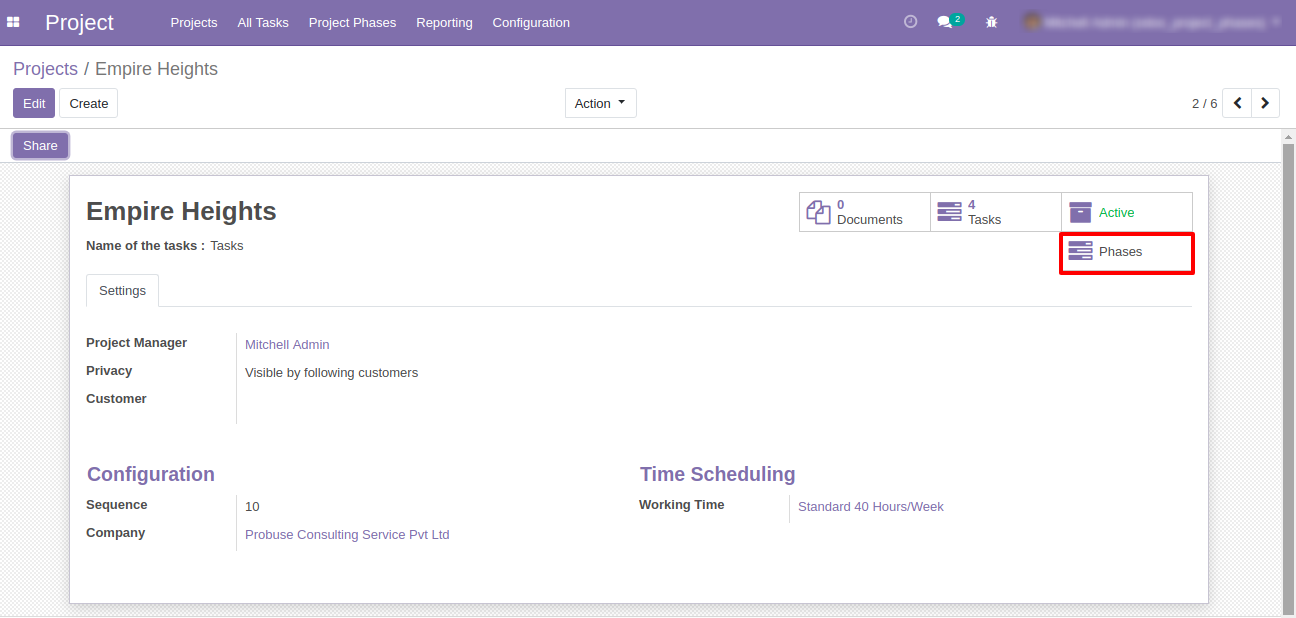 Project Projects All Tasks Project Phases Reporting Configuration 2
Projects / Empire Heights
Edit Create Action 2 / 6
Share
Empire Heights
0 Documents
4 Tasks
Active
Phases
Name of the tasks : Tasks
Settings
Project Manager Mitchell Admin
Privacy Visible by following customers
Customer
Configuration
Sequence 10
Company Probuse Consulting Service Pvt Ltd
Time Scheduling
Working Time Standard 40 Hours/Week